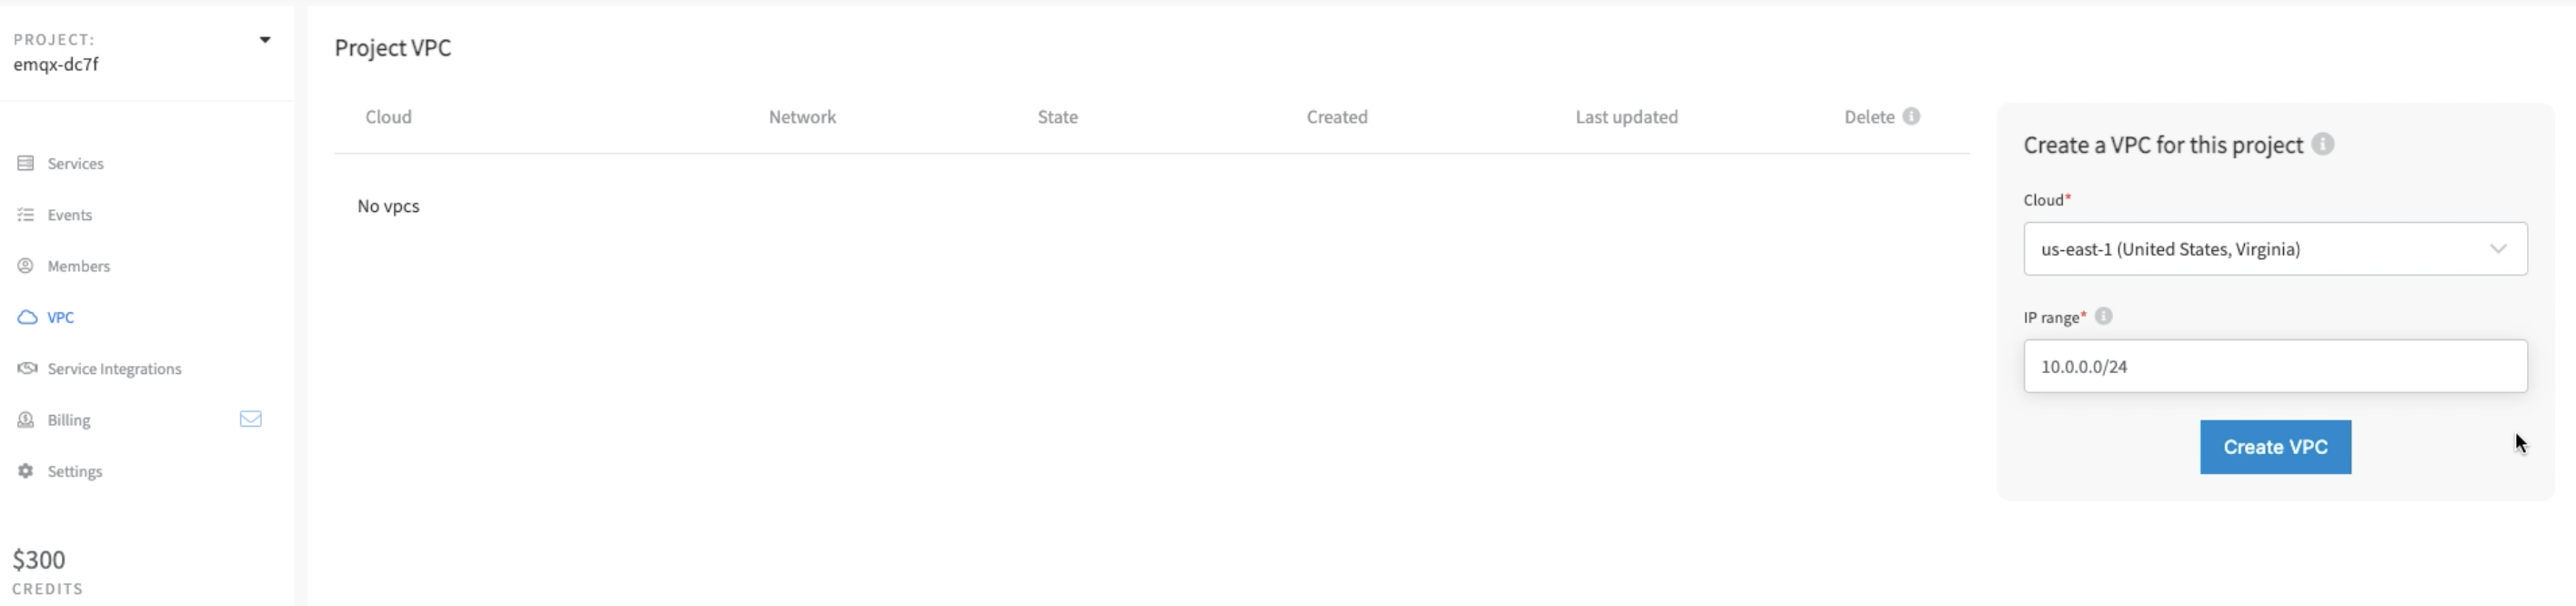 PROJECT:
emqx-dc7f
Services
Events
Members
VPC
Service Integrations
Billing
Settings
$300
CREDITS
Project VPC
Cloud Network State Created Last updated Delete
No vpcs
Create a VPC for this project
Cloud*
us-east-1 (United States, Virginia)
IP range*
10.0.0.0/24
Create VPC